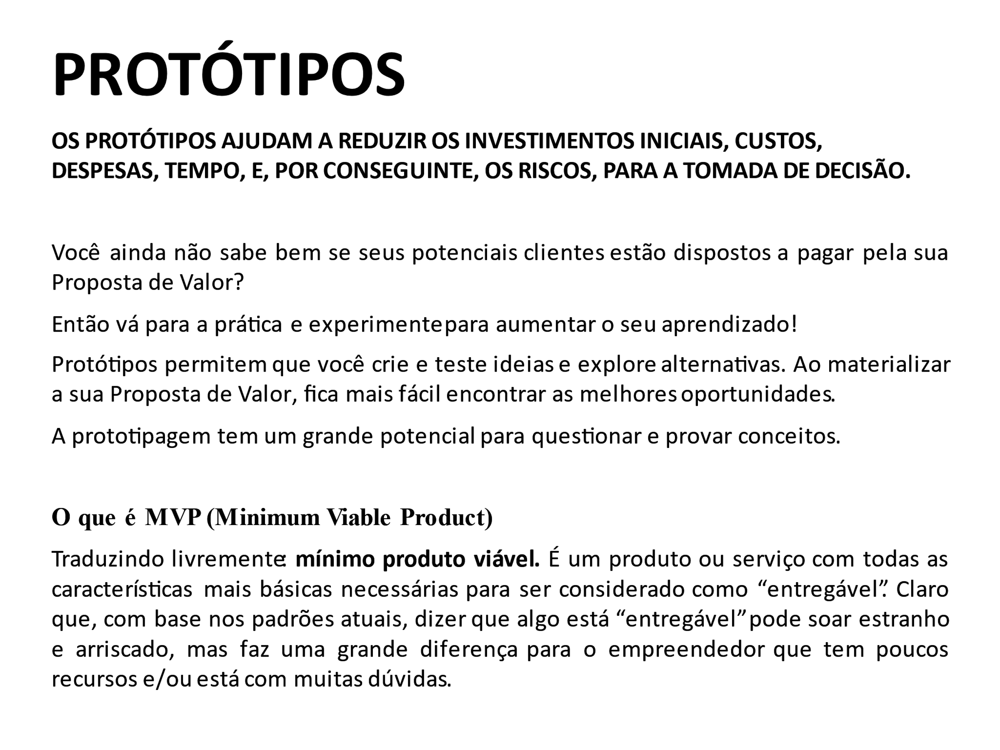 PROTÓTIPOS
OS PROTÓTIPOS AJUDAM A REDUZIR OS INVESTIMENTOS INICIAIS, CUSTOS,
DESPESAS, TEMPO, E, POR CONSEGUINTE, OS RISCOS, PARA A TOMADA DE DECISÃO.
Você ainda não sabe bem se seus potenciais clientes estão dispostos a pagar pela sua
Proposta de Valor?
Então vá para a prática e experimente para aumentar o seu aprendizado!
Protótipos permitem que você crie e teste ideias e explore alternativas. Ao materializar
a sua Proposta de Valor, fica mais fácil encontrar as melhores oportunidades.
A prototipagem tem um grande potencial para questionar e provar conceitos.
O que é MVP (Minimum Viable Product)
Traduzindo livremente: mínimo produto viável. É um produto ou serviço com todas as
características mais básicas necessárias para ser considerado como “entregável”. Claro
que, com base nos padrões atuais, dizer que algo está “entregável” pode soar estranho
e arriscado, mas faz uma grande diferença para o empreendedor que tem poucos
recursos e/ou está com muitas dúvidas.